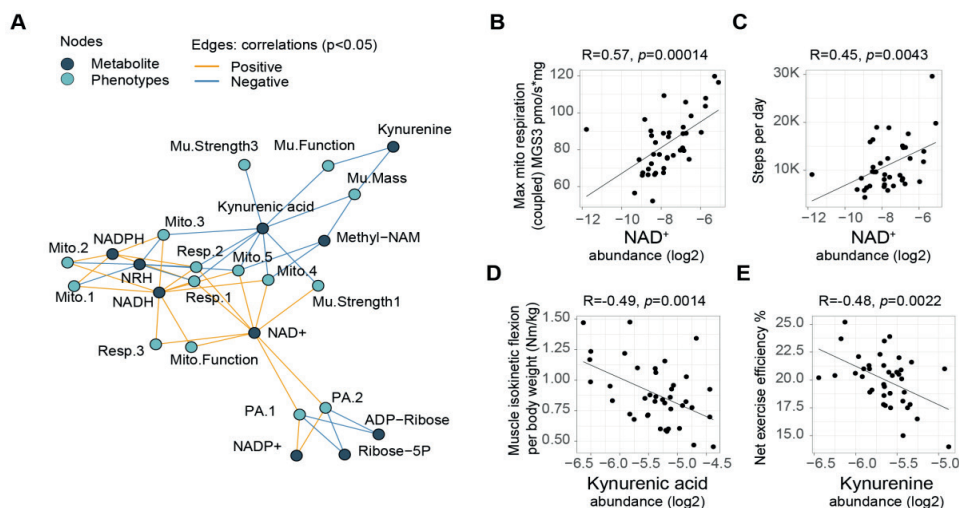 A
Nodes
Metabolite
Phenotypes
Edges: correlations (p<0.05)
Positive
Negative
Kynurenine
Mu.Strength3
Mu.Function
Mu.Mass
Kynurenic acid
Mito.3
NADPH
Methyl−NAM
Mito.2
Resp.2
Mito.5
NRH
Mito.4
Mito.1
NADH
Resp.1
Mu.Strength1
NAD+
Resp.3
Mito.Function
PA.1
PA.2
ADP−Ribose
NADP+
Ribose−5P
B
R=0.57, p=0.00014
Max mito respiration
(coupled) MGS3 pmo/s*mg
120
100
80
60
−12
−10
−8
−6
NAD+
abundance (log2)
C
R=0.45, p=0.0043
Steps per day
30K
20K
10K
−12
−10
−8
−6
NAD+
abundance (log2)
D
R=-0.49, p=0.0014
Muscle isokinetic flexion
per body weight (Nm/kg)
1.50
1.25
1.00
0.75
0.50
−6.5
−6.0
−5.5
−5.0
−4.5
Kynurenic acid
abundance (log2)
E
R=-0.48, p=0.0022
Net exercise efficiency %
25.0
22.5
20.0
17.5
15.0
−6.5
−6.0
−5.5
−5.0
Kynurenine
abundance (log2)